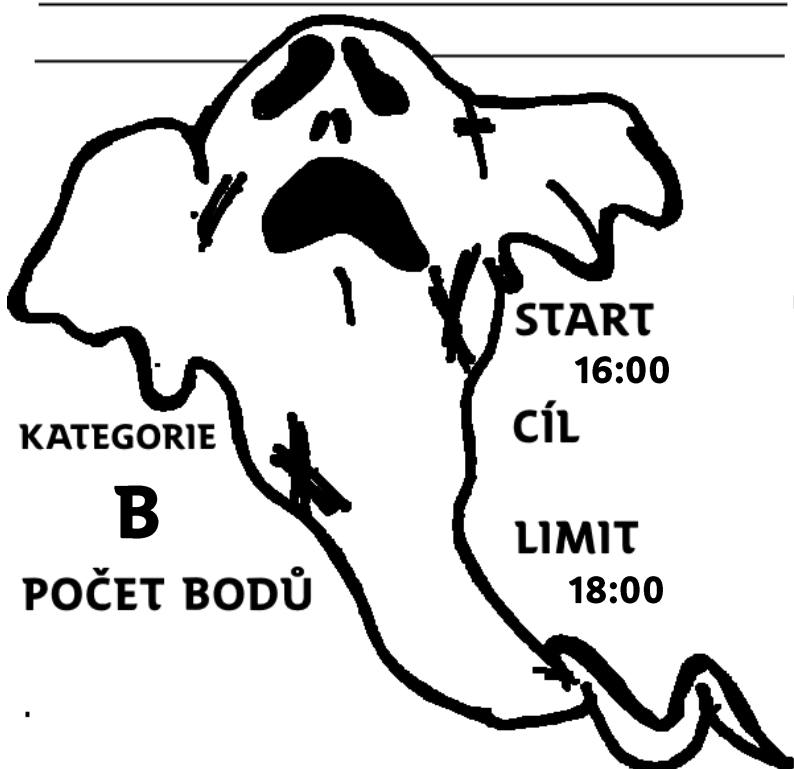 START
16:00
CÍL
KATEGORIE
B
LIMIT
18:00
POČET BODŮ